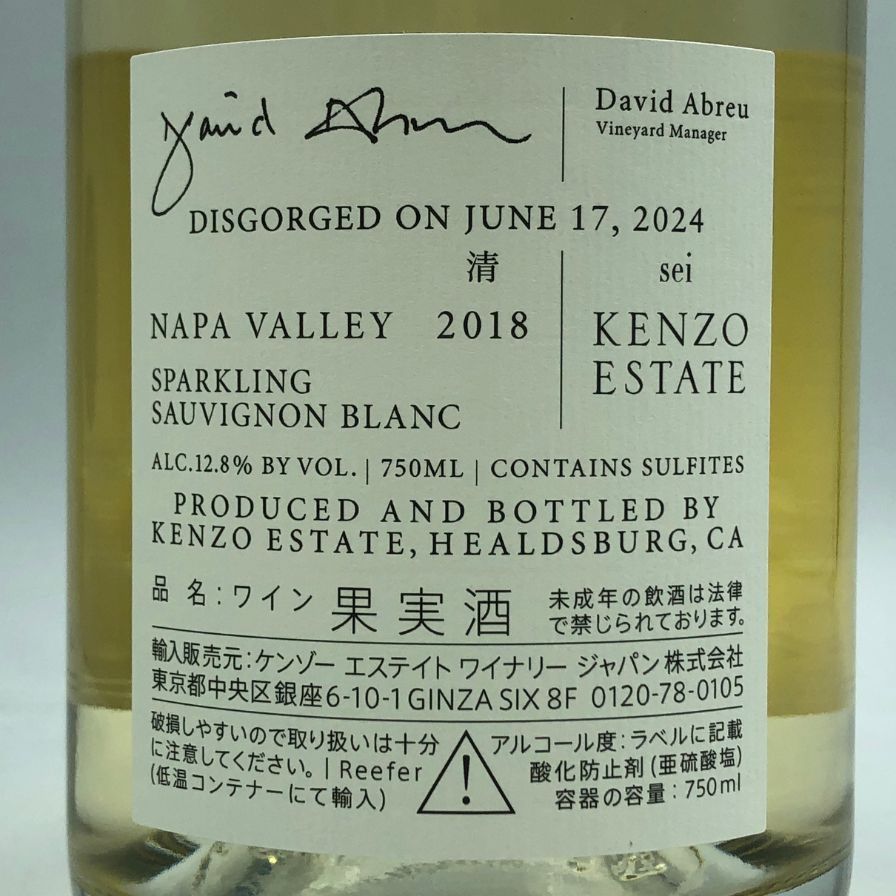 David Abreu
David Abreu
Vineyard Manager
DISGORGED ON JUNE 17, 2024
清 sei
NAPA VALLEY 2018
KENZO
ESTATE
SPARKLING
SAUVIGNON BLANC
ALC.12.8% BY VOL. | 750ML | CONTAINS SULFITES
PRODUCED AND BOTTLED BY
KENZO ESTATE, HEALDSBURG, CA
品 名:ワイン 果実酒
未成年の飲酒は法律
で禁じられております。
輸入販売元:ケンゾー エステイト ワイナリー ジャパン株式会社
東京都中央区銀座6-10-1 GINZA SIX 8F 0120-78-0105
破損しやすいので取り扱いは十分
に注意してください。| Reefer
(低温コンテナーにて輸入)
!
アルコール度:ラベルに記載
酸化防止剤(亜硫酸塩)
容器の容量:750ml